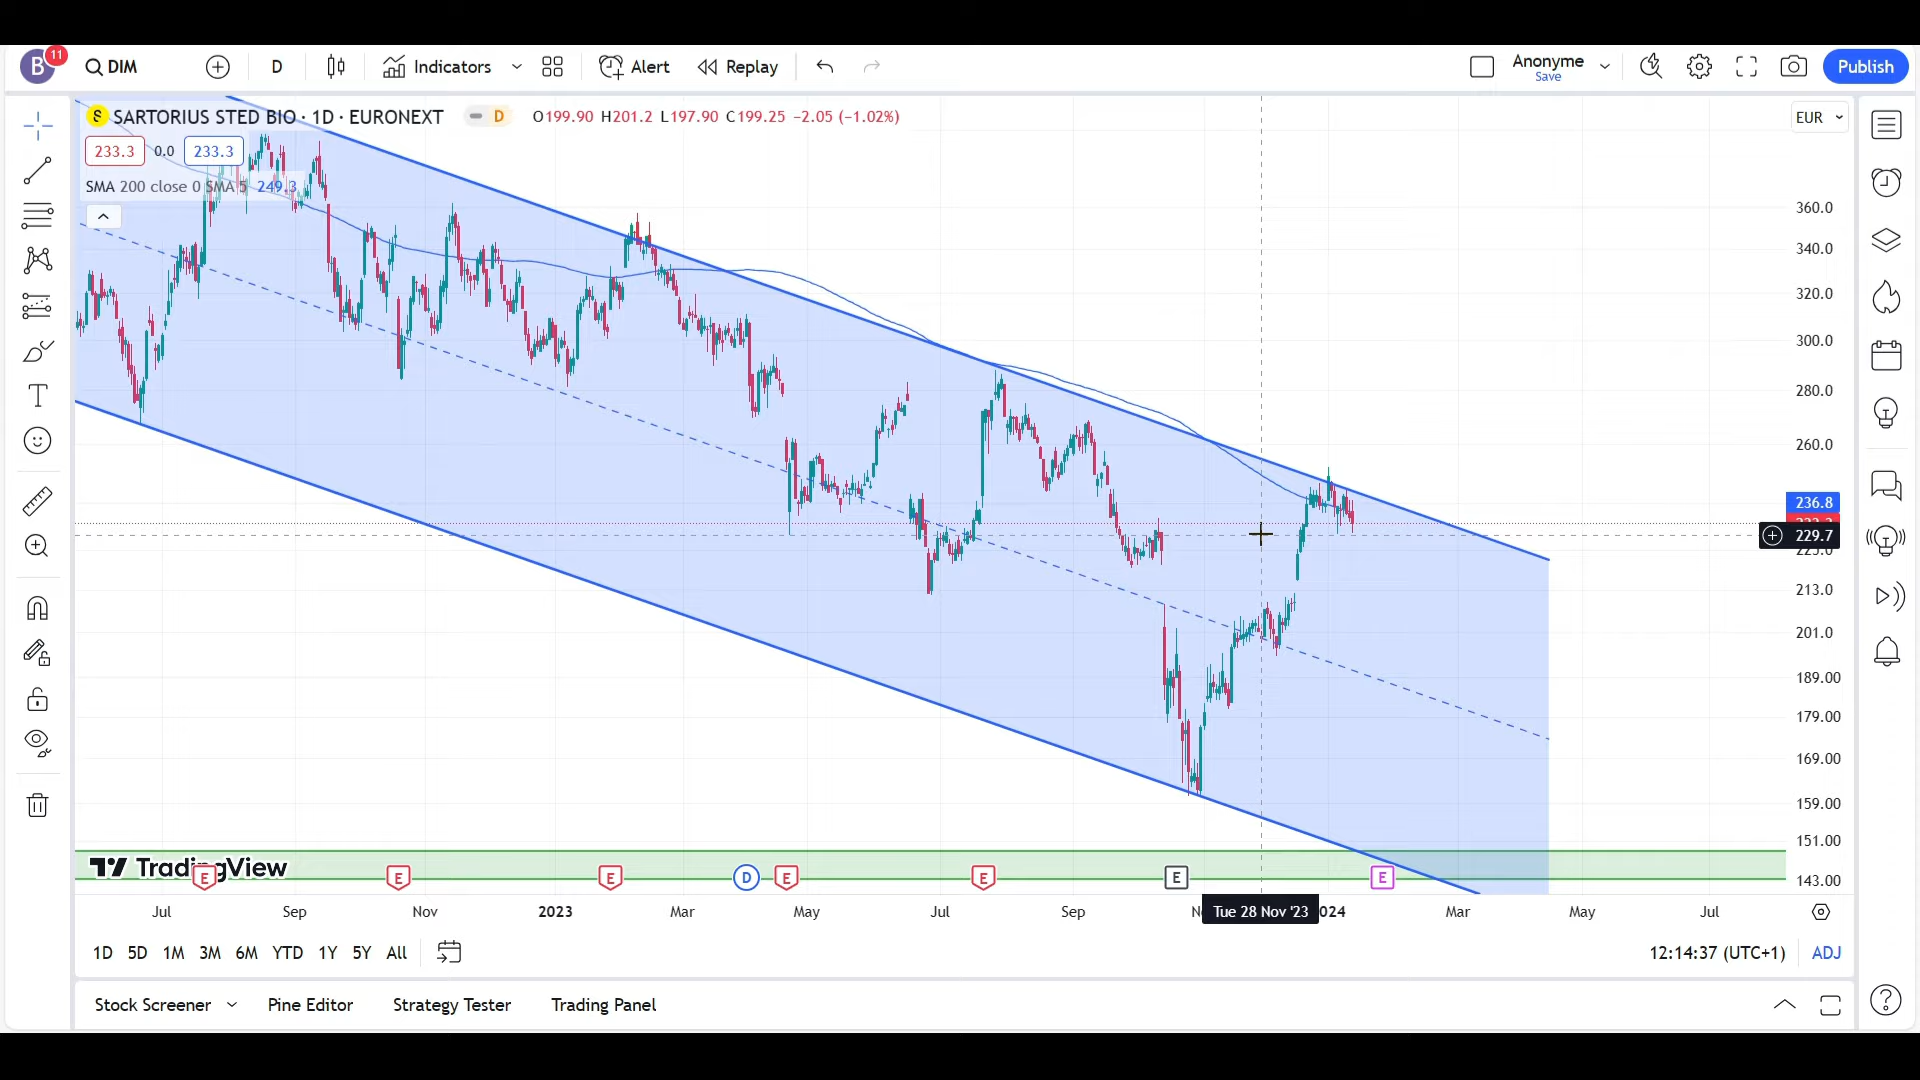 B 11 DIM D Indicators Alert Replay Anonyme Save Publish
S SARTORIUS STED BIO · 1D · EURONEXT D O199.90 H201.2 L197.90 C199.25 −2.05 (−1.02%) EUR
233.3 0.0 233.3
SMA 200 close 0 SMA 5 249.3
360.0
340.0
320.0
300.0
280.0
260.0
236.8
229.7
225.0
213.0
201.0
189.00
179.00
169.00
159.00
151.00
143.00
TradingView
E E E D E E E E
Jul Sep Nov 2023 Mar May Jul Sep Tue 28 Nov '23 2024 Mar May Jul
1D 5D 1M 3M 6M YTD 1Y 5Y All 12:14:37 (UTC+1) ADJ
Stock Screener Pine Editor Strategy Tester Trading Panel